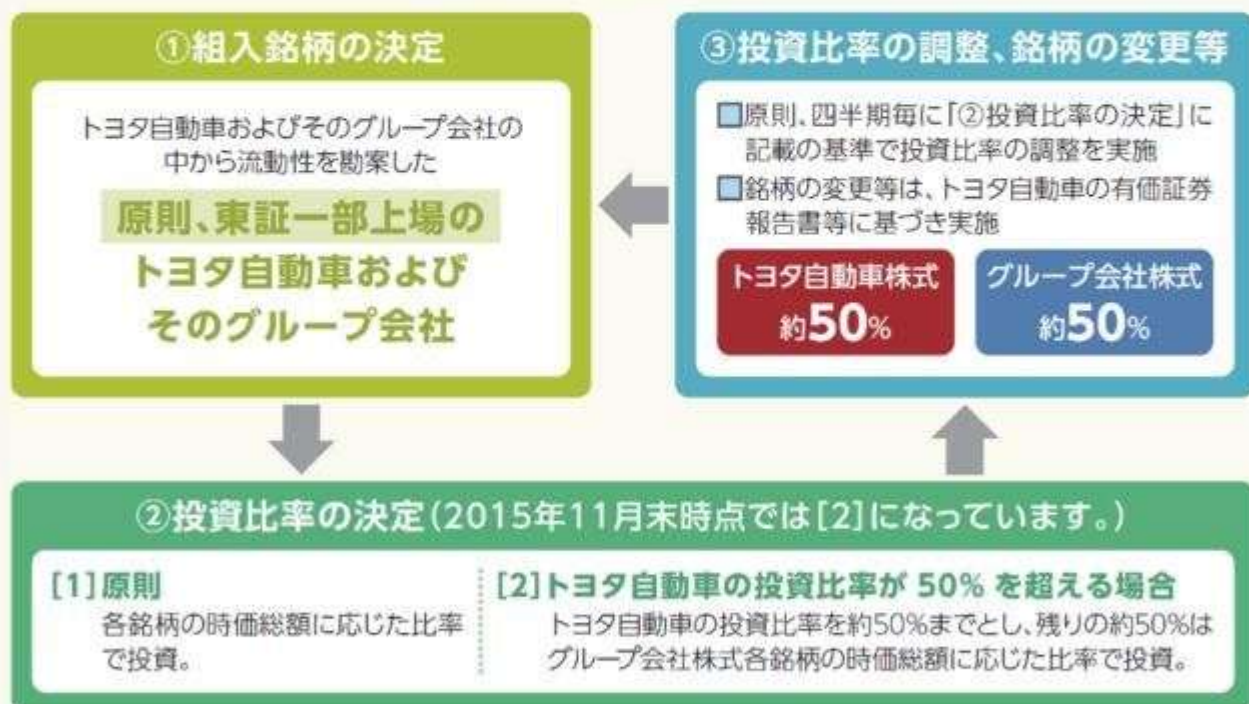 ①組入銘柄の決定
トヨタ自動車およびそのグループ会社の
中から流動性を勘案した
原則、東証一部上場の
トヨタ自動車および
そのグループ会社
②投資比率の決定(2015年11月末時点では[2]になっています。)
[1]原則
各銘柄の時価総額に応じた比率
で投資。
[2]トヨタ自動車の投資比率が 50% を超える場合
トヨタ自動車の投資比率を約50%までとし、残りの約50%は
グループ会社株式各銘柄の時価総額に応じた比率で投資。
③投資比率の調整、銘柄の変更等
□原則、四半期毎に「②投資比率の決定」に
記載の基準で投資比率の調整を実施
□銘柄の変更等は、トヨタ自動車の有価証券
報告書等に基づき実施
トヨタ自動車株式
約50%
グループ会社株式
約50%